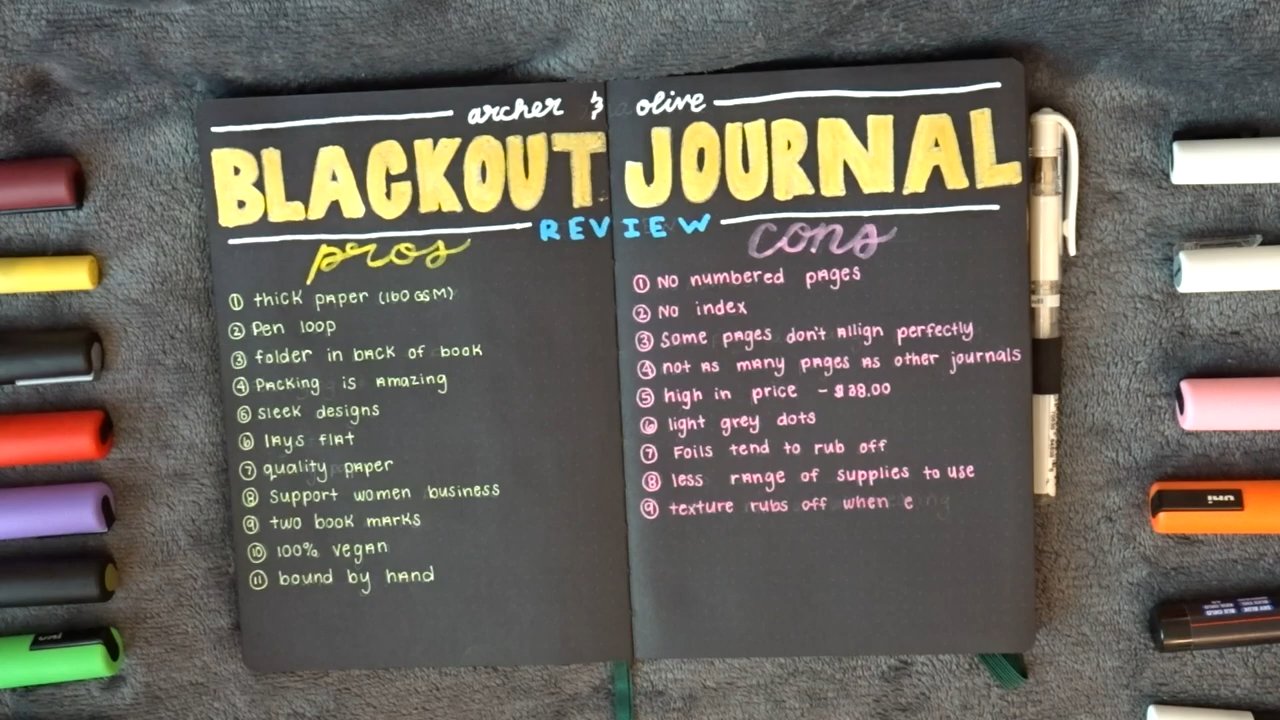 archer & olive
BLACKOUT JOURNAL
REVIEW
pros
① thick paper (160 GSM)
② Pen loop
③ folder in back of book
④ Packing is amazing
⑤ sleek designs
⑥ lays flat
⑦ quality paper
⑧ Support women business
⑨ two book marks
⑩ 100% vegan
⑪ bound by hand
cons
① No numbered pages
② No index
③ Some pages don't allign perfectly
④ not as many pages as other journals
⑤ high in price - $38.00
⑥ light grey dots
⑦ Foils tend to rub off
⑧ less range of supplies to use
⑨ texture rubs off when e
uni